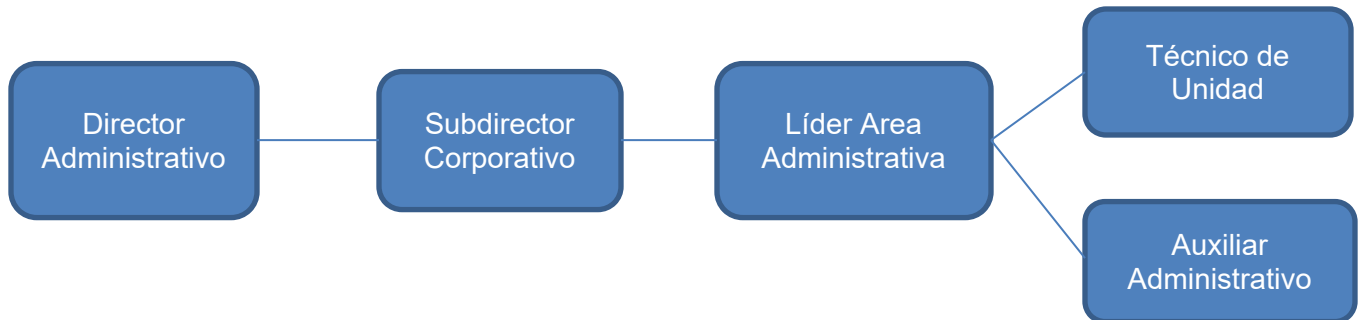 Director
Administrativo
Subdirector
Corporativo
Líder Area
Administrativa
Técnico de
Unidad
Auxiliar
Administrativo